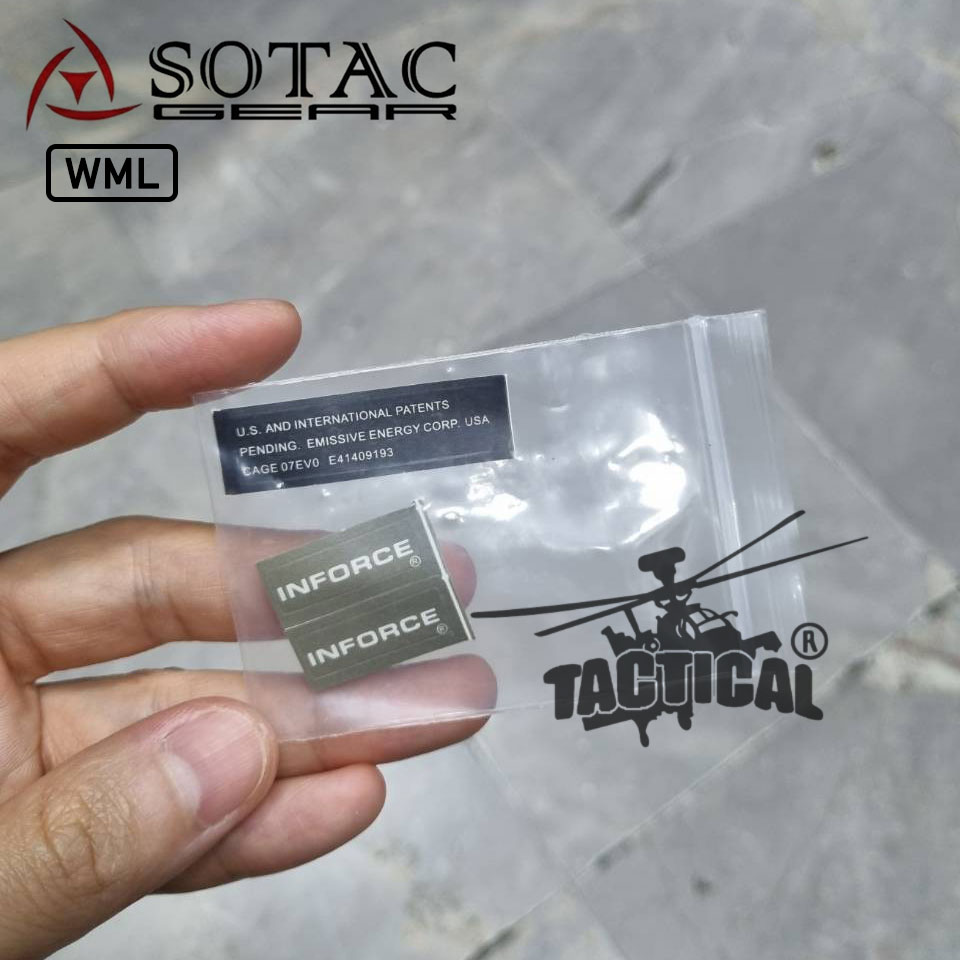 SOTAC
GEAR
WML
U.S. AND INTERNATIONAL PATENTS
PENDING. EMISSIVE ENERGY CORP. USA
CAGE 07EV0 E41409193
INFORCE®
INFORCE®
TACTICAL®